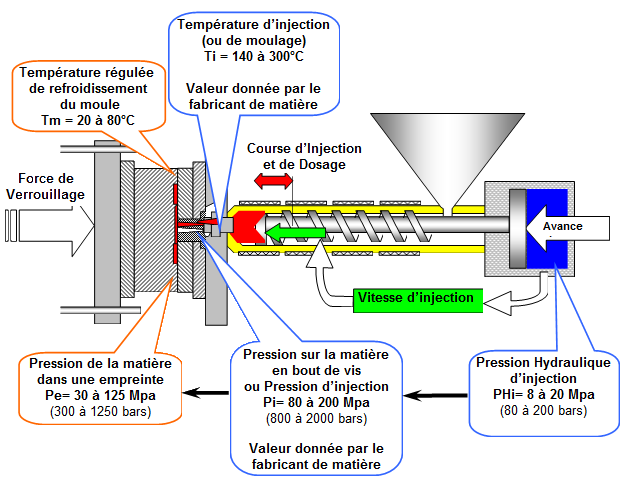 Température d'injection
(ou de moulage)
Ti = 140 à 300°C
Valeur donnée par le
fabricant de matière
Température régulée
de refroidissement
du moule
Tm = 20 à 80°C
Course d'Injection
et de Dosage
Force de
Verrouillage
Avance
Vitesse d'injection
Pression de la matière
dans une empreinte
Pe= 30 à 125 Mpa
(300 à 1250 bars)
Pression sur la matière
en bout de vis
ou Pression d'injection
Pi= 80 à 200 Mpa
(800 à 2000 bars)
Valeur donnée par le
fabricant de matière
Pression Hydraulique
d'injection
PHi= 8 à 20 Mpa
(80 à 200 bars)